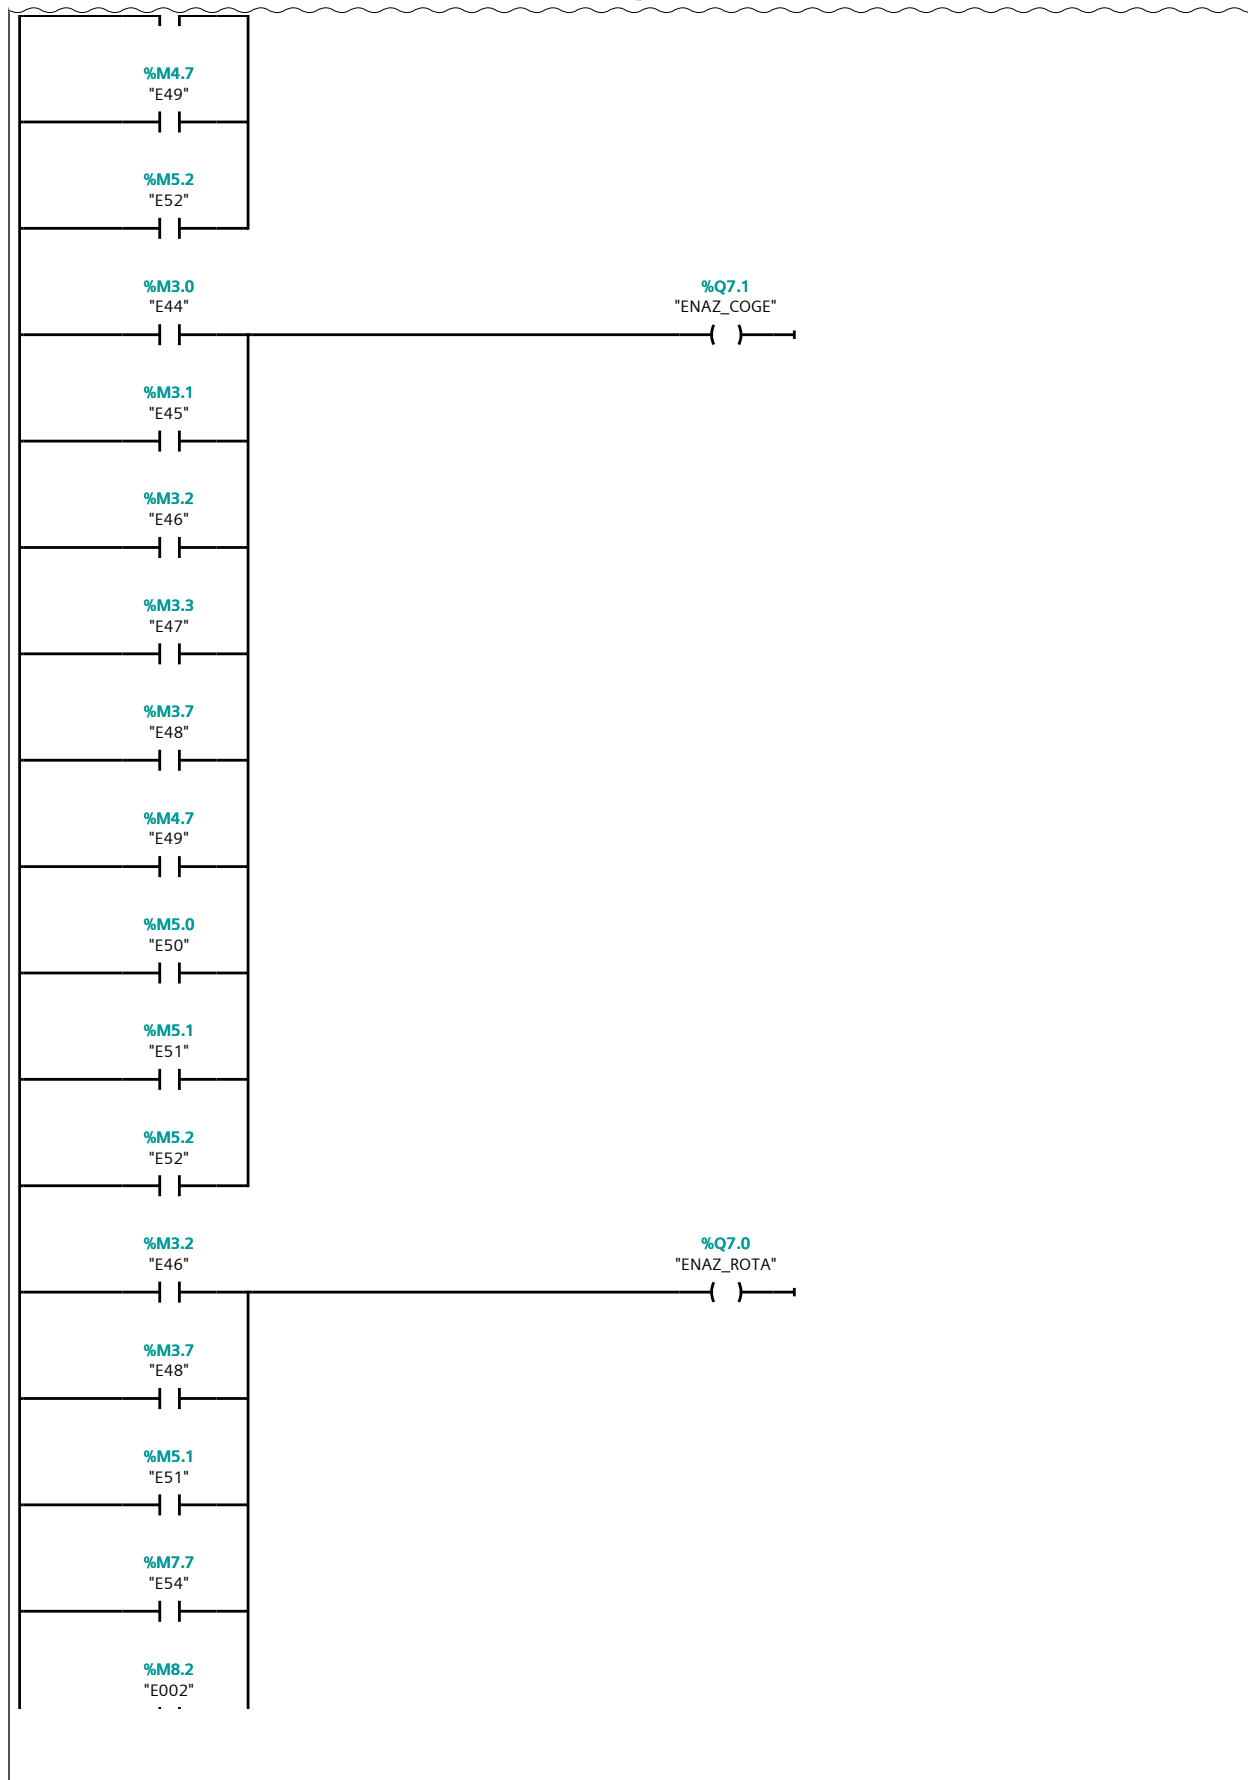 %M4.7
"E49"
%M5.2
"E52"
%M3.0
"E44"
%Q7.1
"ENAZ_COGE"
%M3.1
"E45"
%M3.2
"E46"
%M3.3
"E47"
%M3.7
"E48"
%M4.7
"E49"
%M5.0
"E50"
%M5.1
"E51"
%M5.2
"E52"
%M3.2
"E46"
%Q7.0
"ENAZ_ROTA"
%M3.7
"E48"
%M5.1
"E51"
%M7.7
"E54"
%M8.2
"E002"